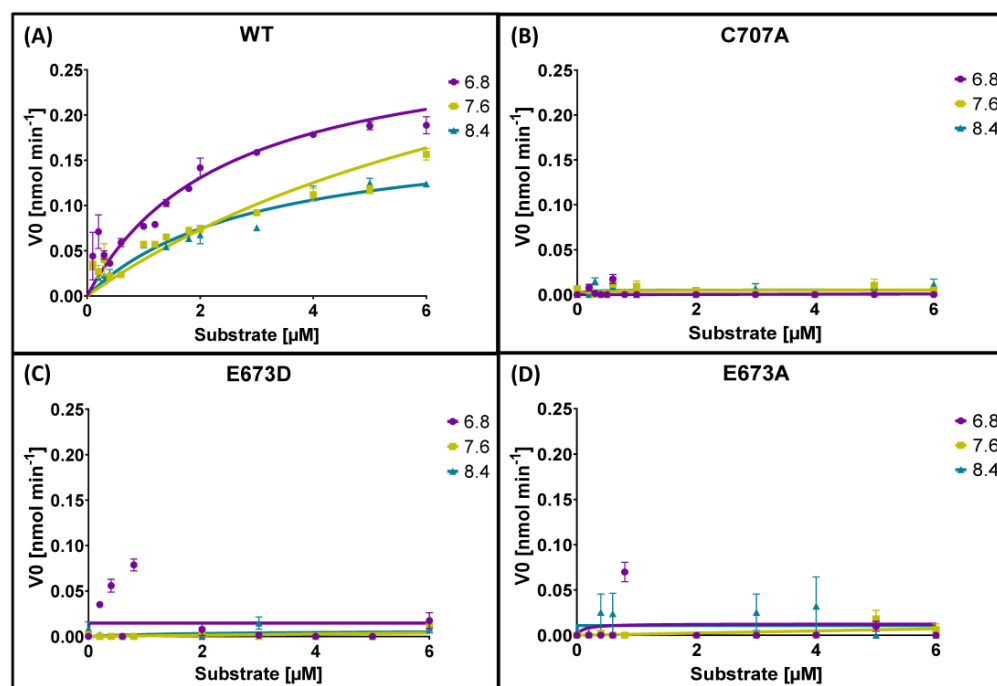 (A)
WT
0.25
0.20
0.15
0.10
0.05
0.00
V0 [nmol min⁻¹]
0 2 4 6
Substrate [µM]
6.8
7.6
8.4
(B)
C707A
0.25
0.20
0.15
0.10
0.05
0.00
V0 [nmol min⁻¹]
0 2 4 6
Substrate [µM]
6.8
7.6
8.4
(C)
E673D
0.25
0.20
0.15
0.10
0.05
0.00
V0 [nmol min⁻¹]
0 2 4 6
Substrate [µM]
6.8
7.6
8.4
(D)
E673A
0.25
0.20
0.15
0.10
0.05
0.00
V0 [nmol min⁻¹]
0 2 4 6
Substrate [µM]
6.8
7.6
8.4